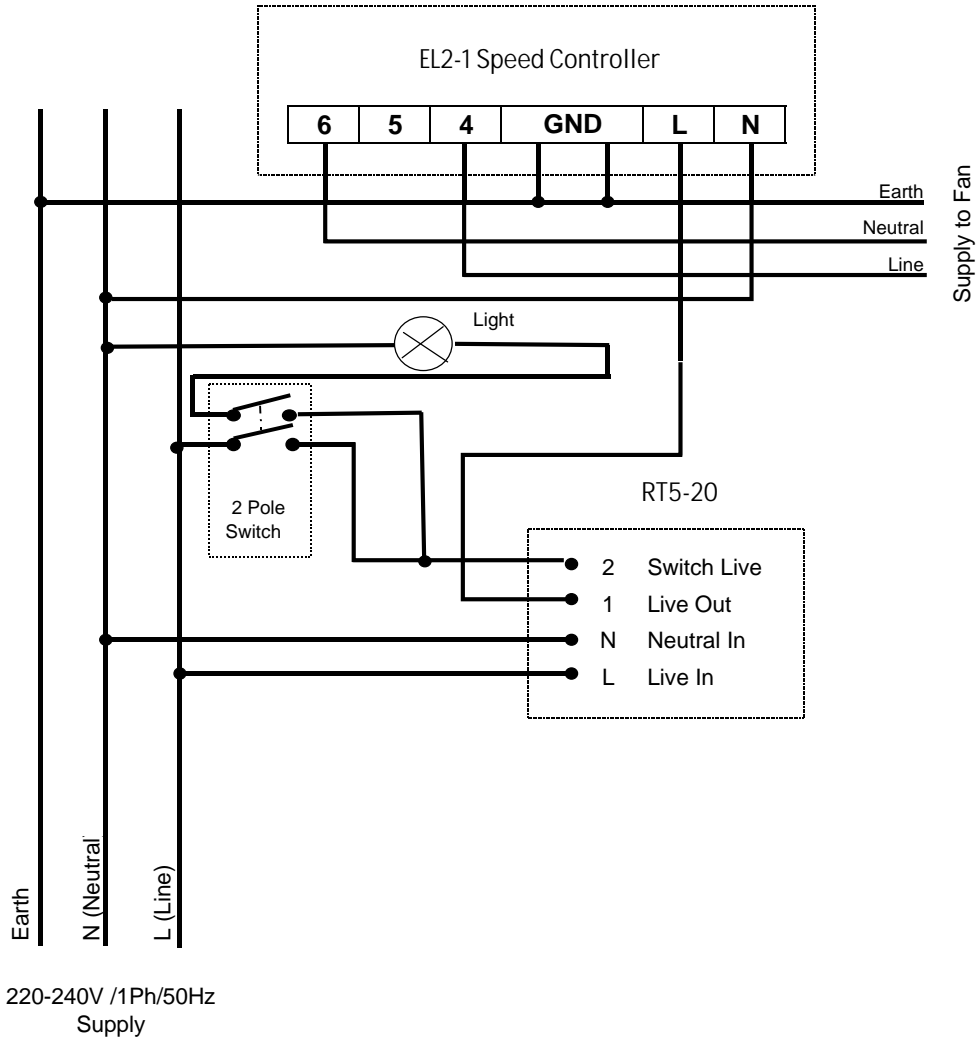 EL2-1 Speed Controller
6 5 4 GND L N
Earth
Neutral
Line
Supply to Fan
Light
2 Pole
Switch
RT5-20
2 Switch Live
1 Live Out
N Neutral In
L Live In
Earth
N (Neutral)
L (Line)
220-240V /1Ph/50Hz
Supply